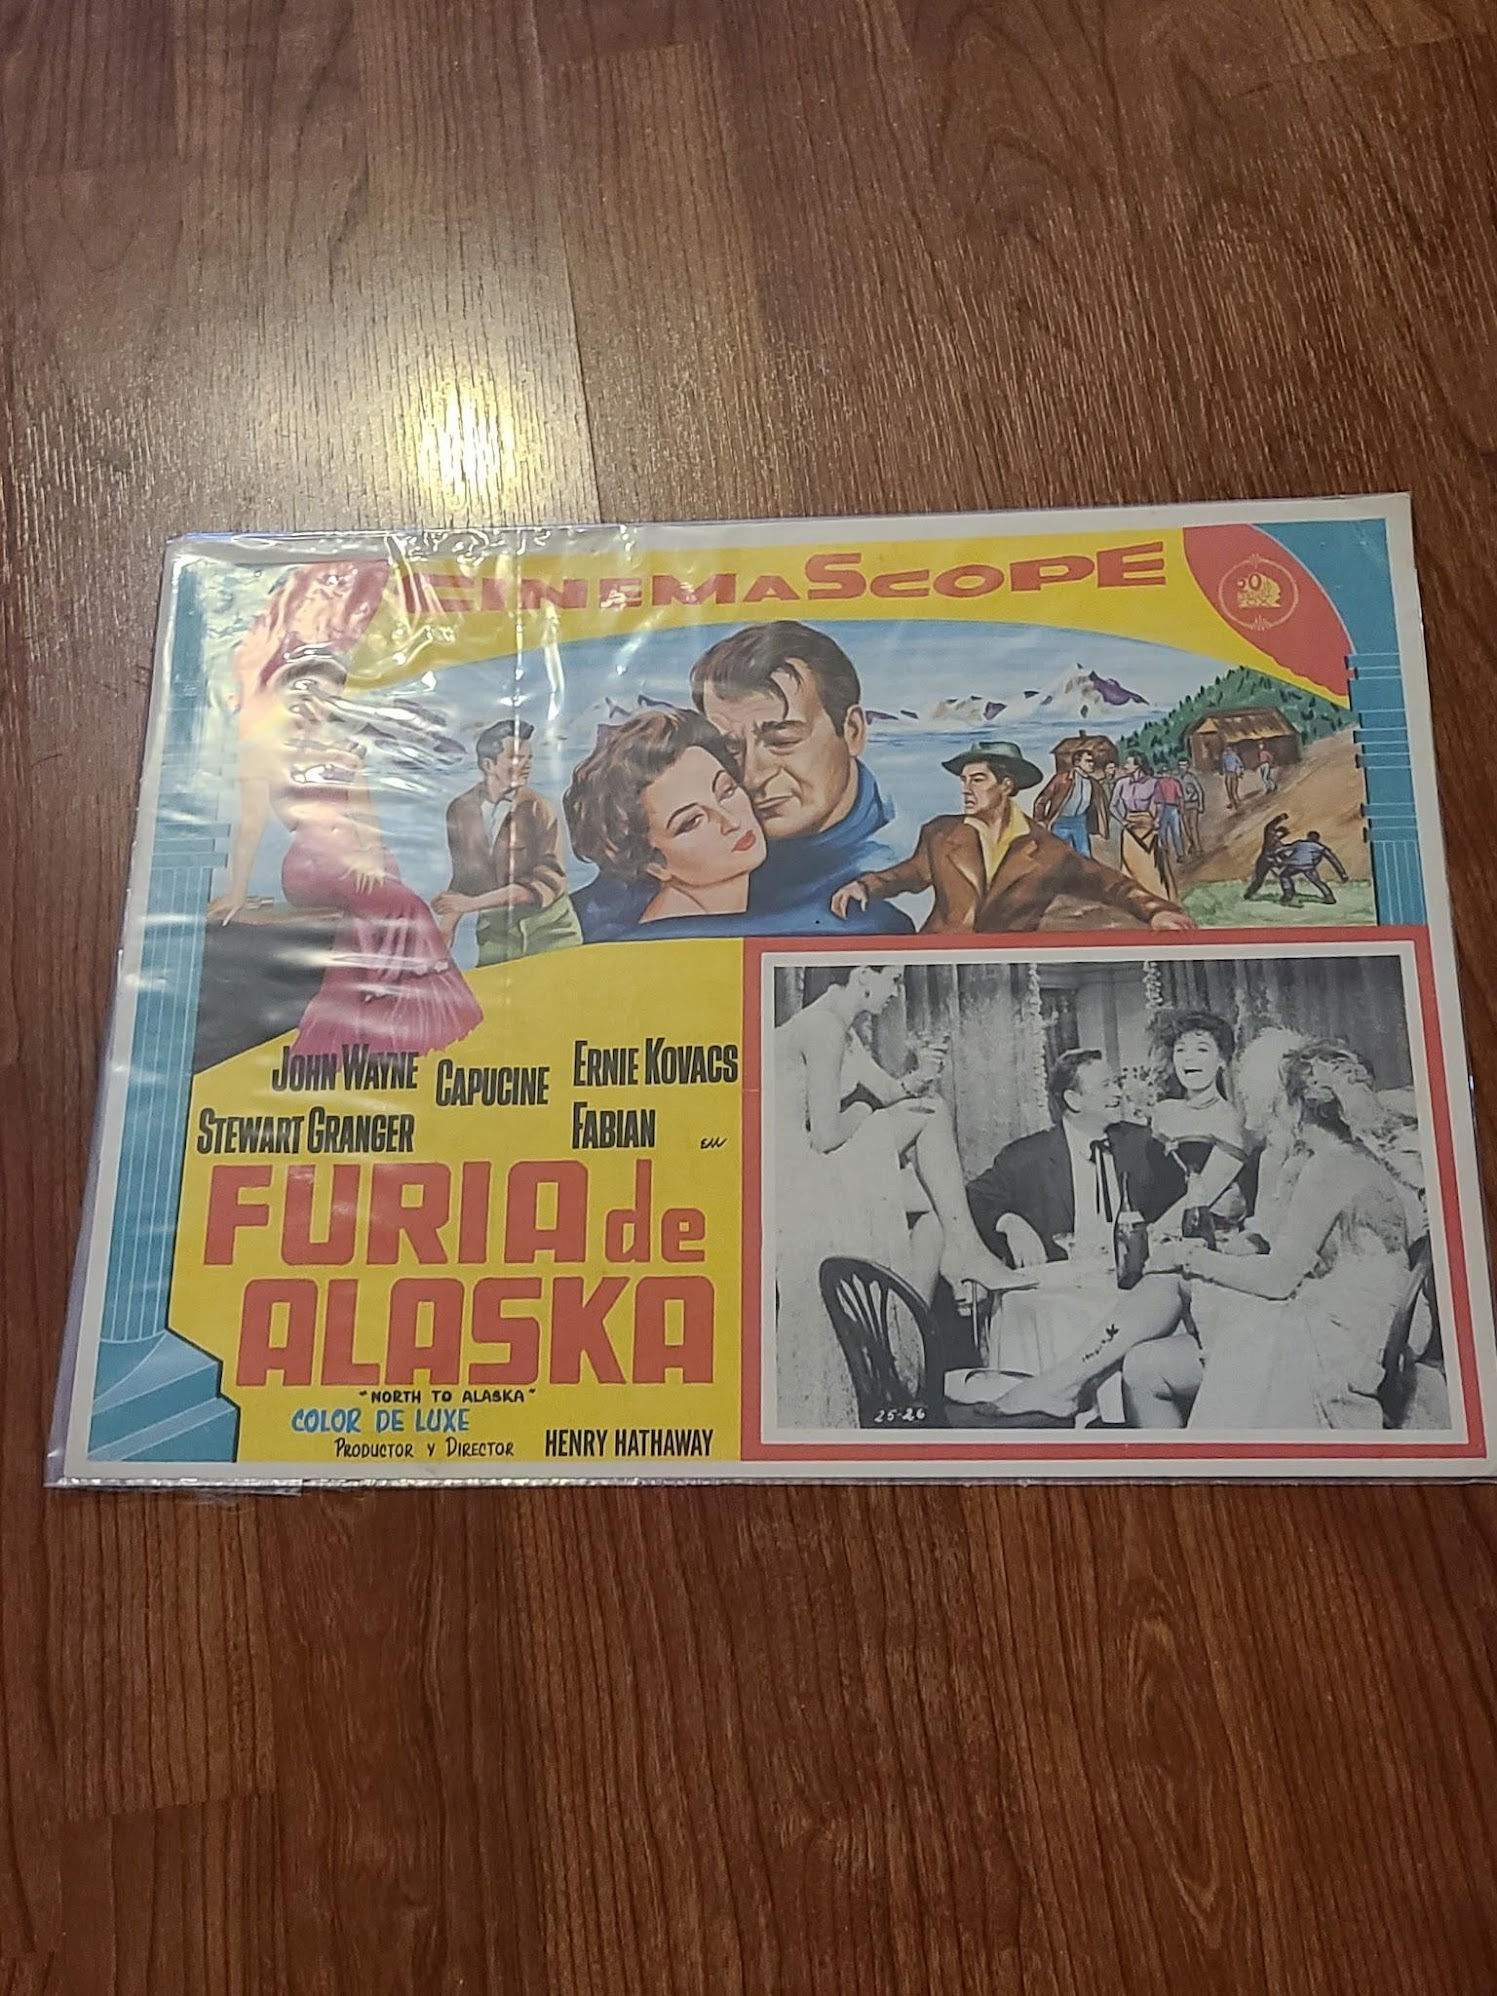 CINEMASCOPE
20
JOHN WAYNE CAPUCINE ERNIE KOVACS
STEWART GRANGER FABIAN EN
FURIA de
ALASKA
"NORTH TO ALASKA"
COLOR DE LUXE
PRODUCTOR Y DIRECTOR HENRY HATHAWAY
25-26